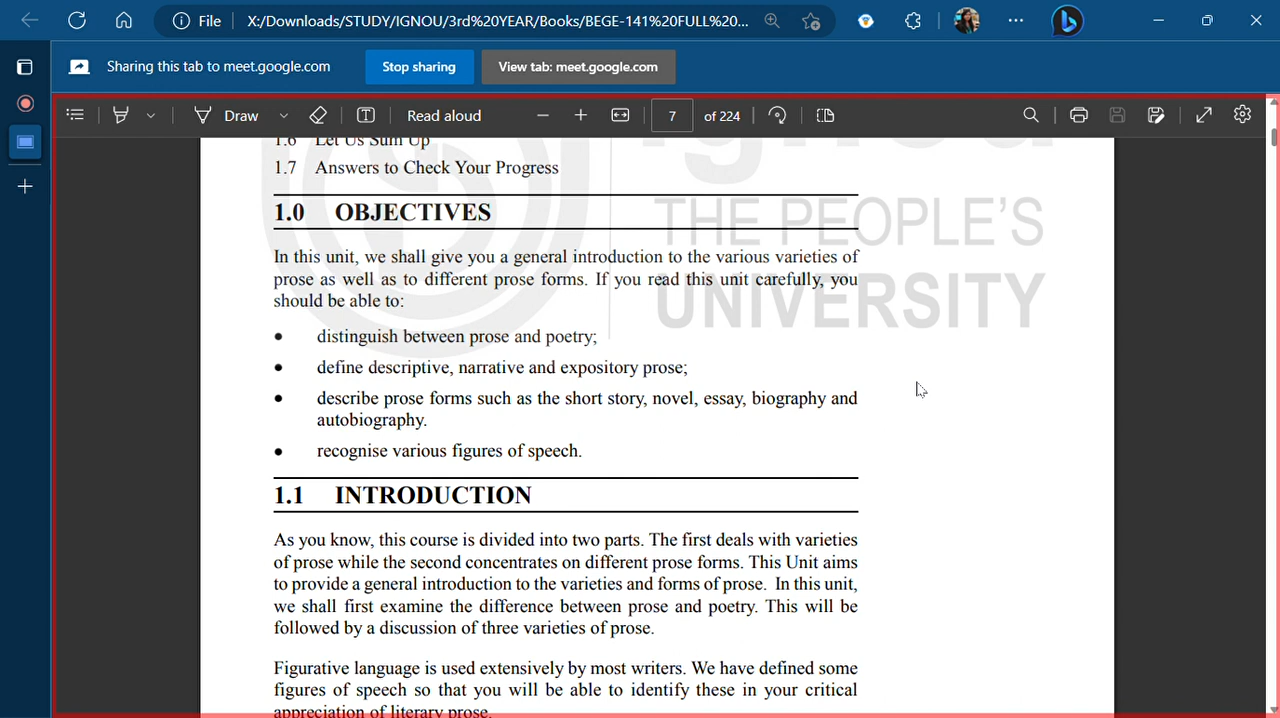 File
X:/Downloads/STUDY/IGNOU/3rd%20YEAR/Books/BEGE-141%20FULL%20...
Sharing this tab to meet.google.com
Stop sharing
View tab: meet.google.com
Draw
Read aloud
7
of 224
1.6 Let Us Sum Up
1.7 Answers to Check Your Progress
ignou
THE PEOPLE'S
UNIVERSITY
1.0 OBJECTIVES
In this unit, we shall give you a general introduction to the various varieties of
prose as well as to different prose forms. If you read this unit carefully, you
should be able to:
● distinguish between prose and poetry;
● define descriptive, narrative and expository prose;
● describe prose forms such as the short story, novel, essay, biography and
autobiography.
● recognise various figures of speech.
1.1 INTRODUCTION
As you know, this course is divided into two parts. The first deals with varieties
of prose while the second concentrates on different prose forms. This Unit aims
to provide a general introduction to the varieties and forms of prose. In this unit,
we shall first examine the difference between prose and poetry. This will be
followed by a discussion of three varieties of prose.
Figurative language is used extensively by most writers. We have defined some
figures of speech so that you will be able to identify these in your critical
appreciation of literary prose.